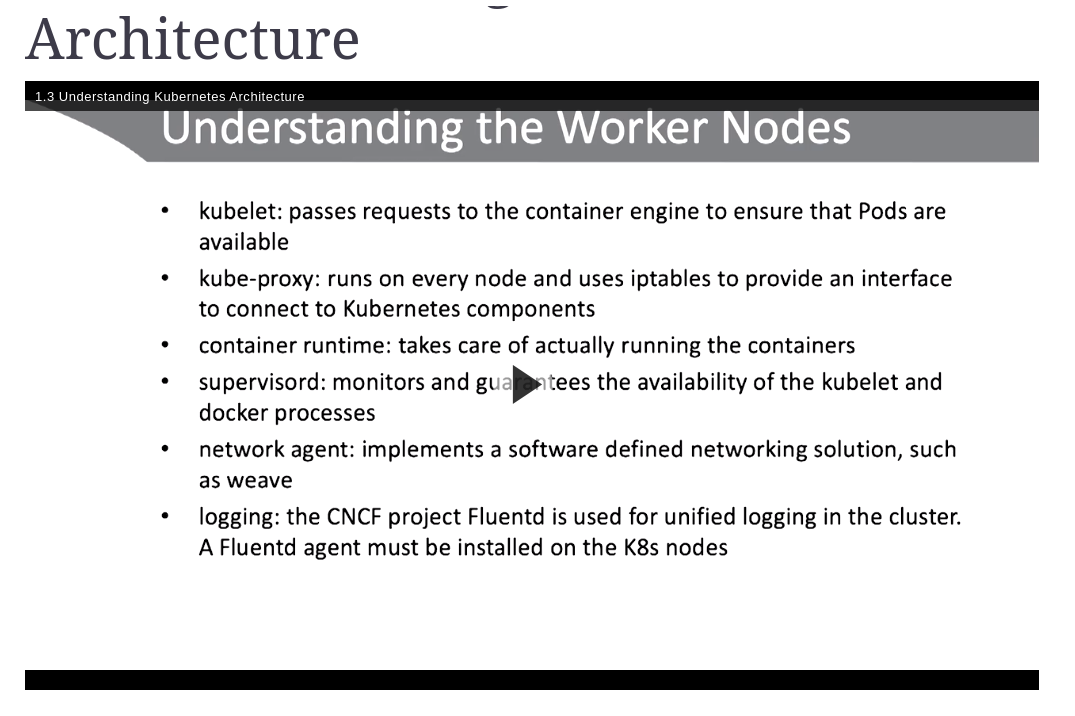 Architecture
1.3 Understanding Kubernetes Architecture
Understanding the Worker Nodes
• kubelet: passes requests to the container engine to ensure that Pods are
available
• kube-proxy: runs on every node and uses iptables to provide an interface
to connect to Kubernetes components
• container runtime: takes care of actually running the containers
• supervisord: monitors and guarantees the availability of the kubelet and
docker processes
• network agent: implements a software defined networking solution, such
as weave
• logging: the CNCF project Fluentd is used for unified logging in the cluster.
A Fluentd agent must be installed on the K8s nodes